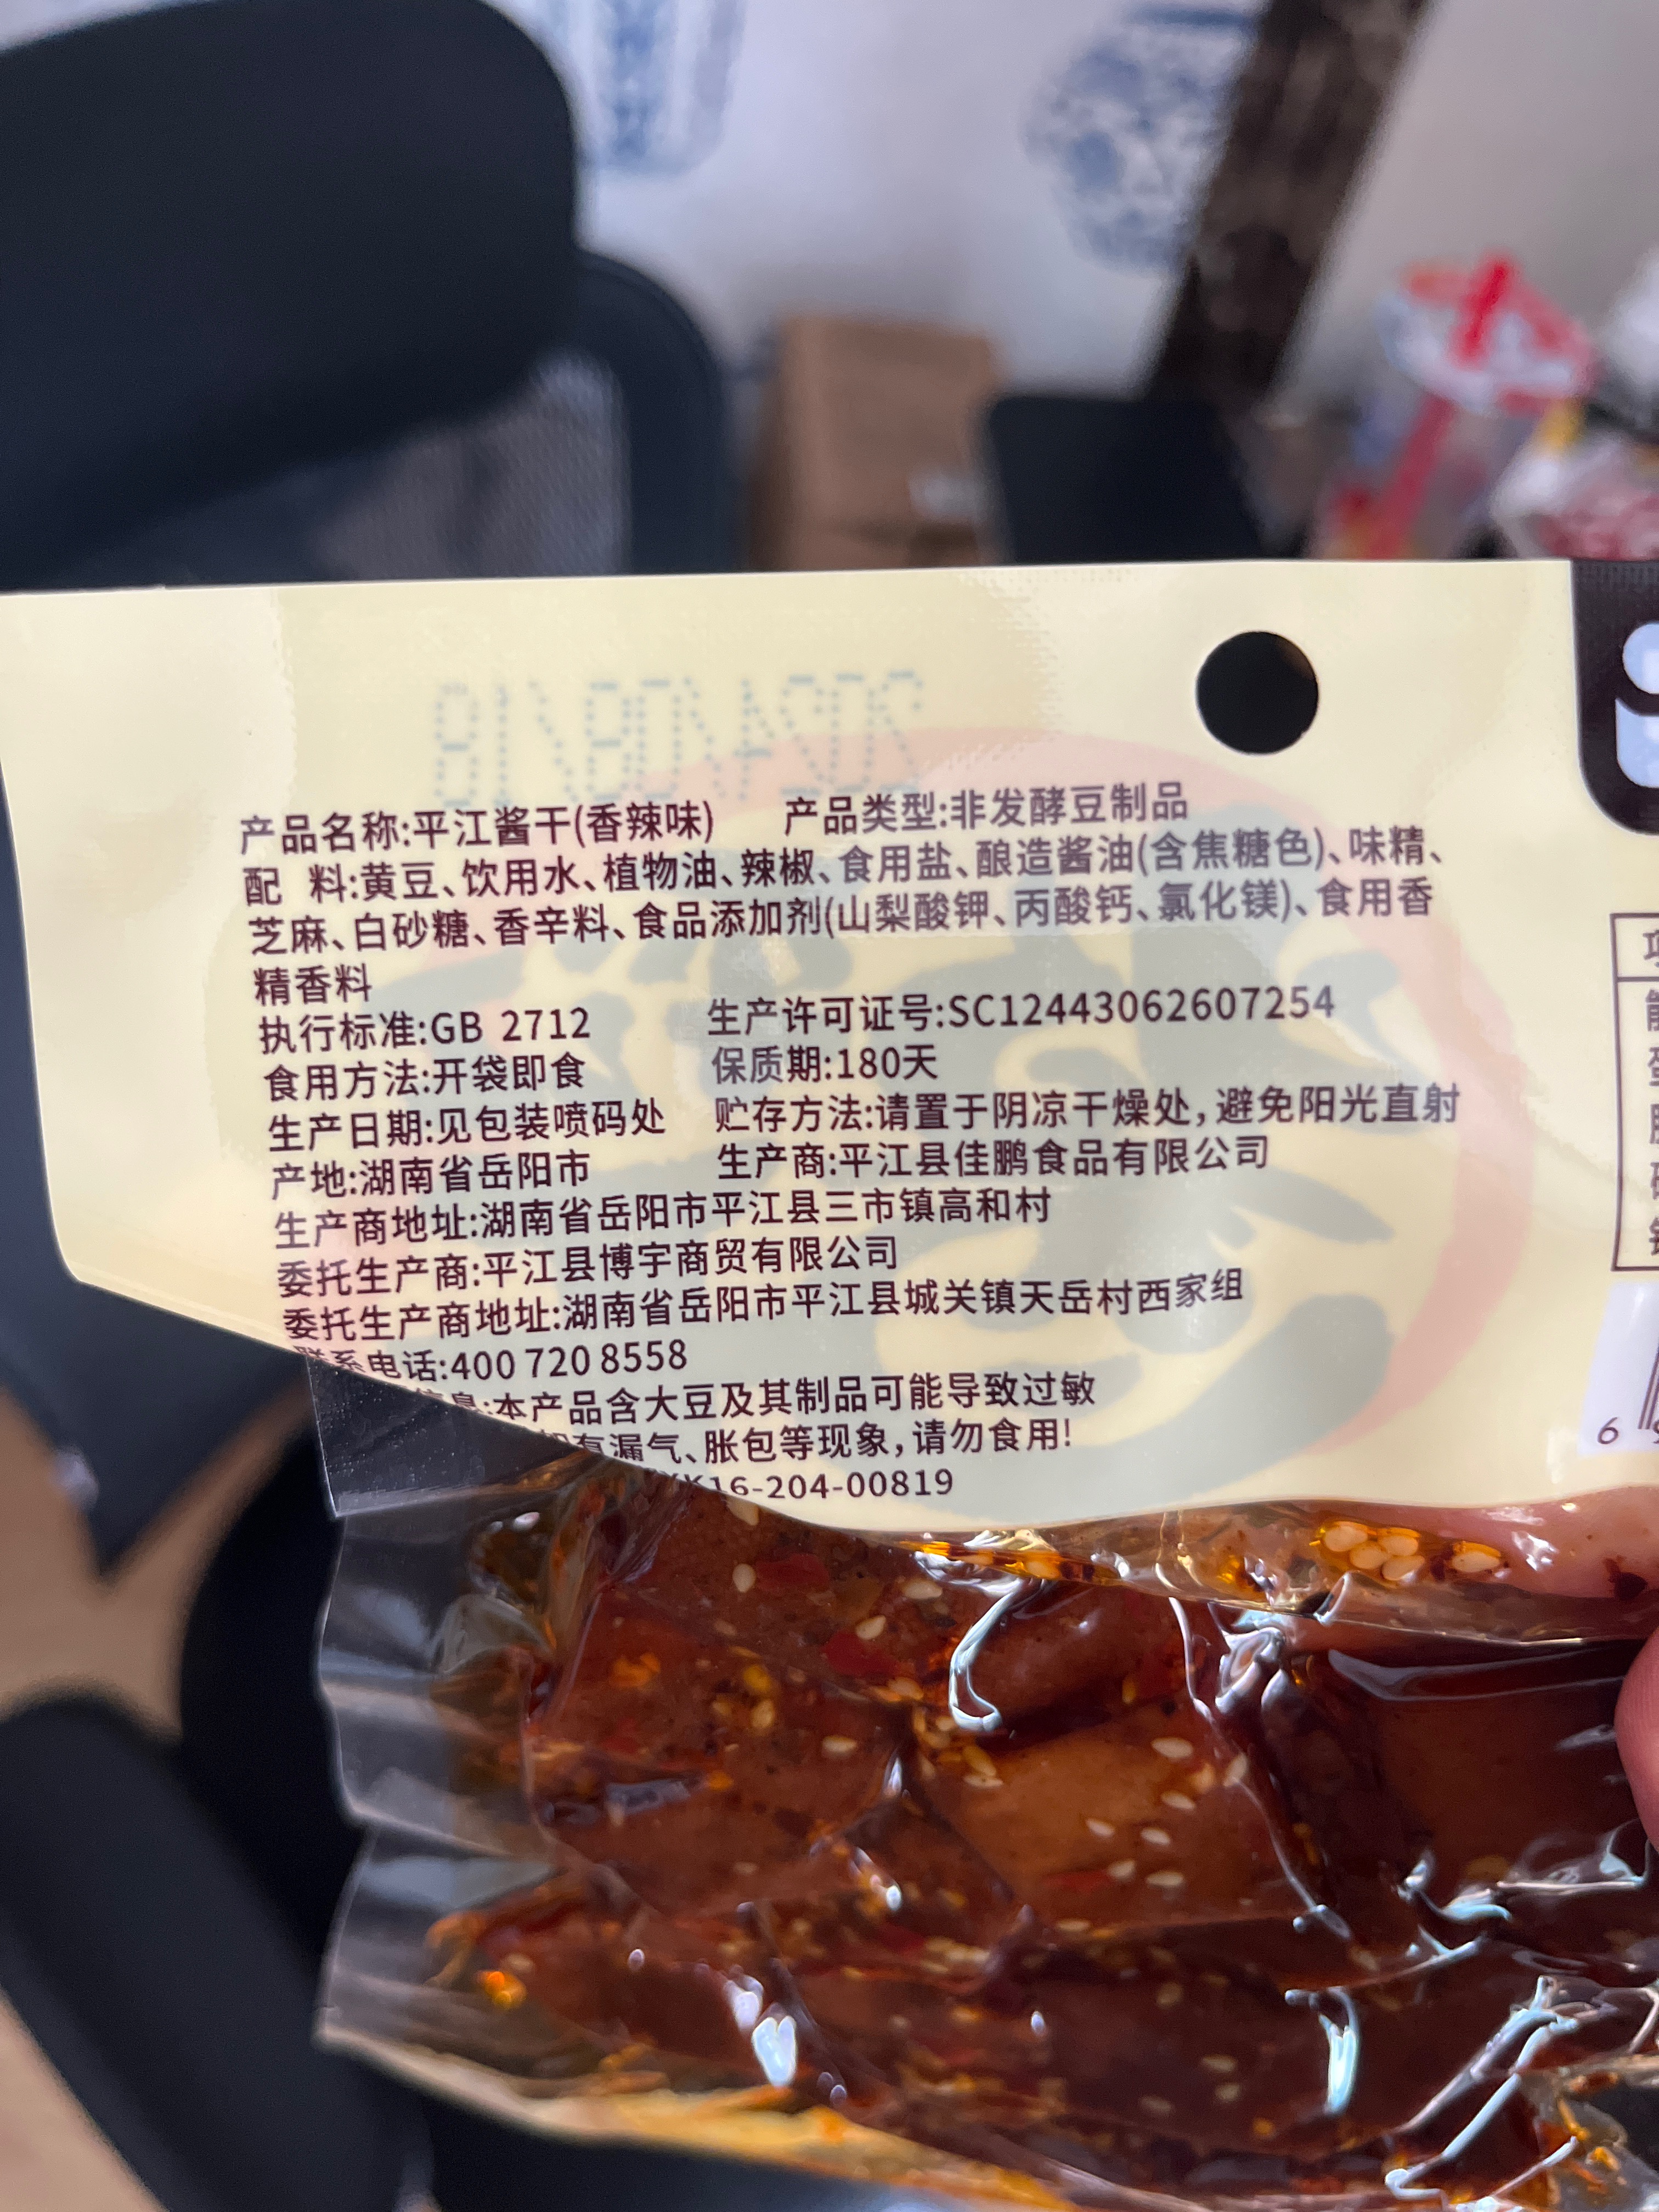 2024/08/18
产品名称:平江酱干(香辣味) 产品类型:非发酵豆制品
配 料:黄豆、饮用水、植物油、辣椒、食用盐、酿造酱油(含焦糖色)、味精、
芝麻、白砂糖、香辛料、食品添加剂(山梨酸钾、丙酸钙、氯化镁)、食用香
精香料
执行标准:GB 2712 生产许可证号:SC12443062607254
食用方法:开袋即食 保质期:180天
生产日期:见包装喷码处 贮存方法:请置于阴凉干燥处,避免阳光直射
产地:湖南省岳阳市 生产商:平江县佳鹏食品有限公司
生产商地址:湖南省岳阳市平江县三市镇高和村
委托生产商:平江县博宇商贸有限公司
委托生产商地址:湖南省岳阳市平江县城关镇天岳村西家组
联系电话:400 720 8558
信息:本产品含大豆及其制品可能导致过敏
如有漏气、胀包等现象,请勿食用!
XK16-204-00819
6